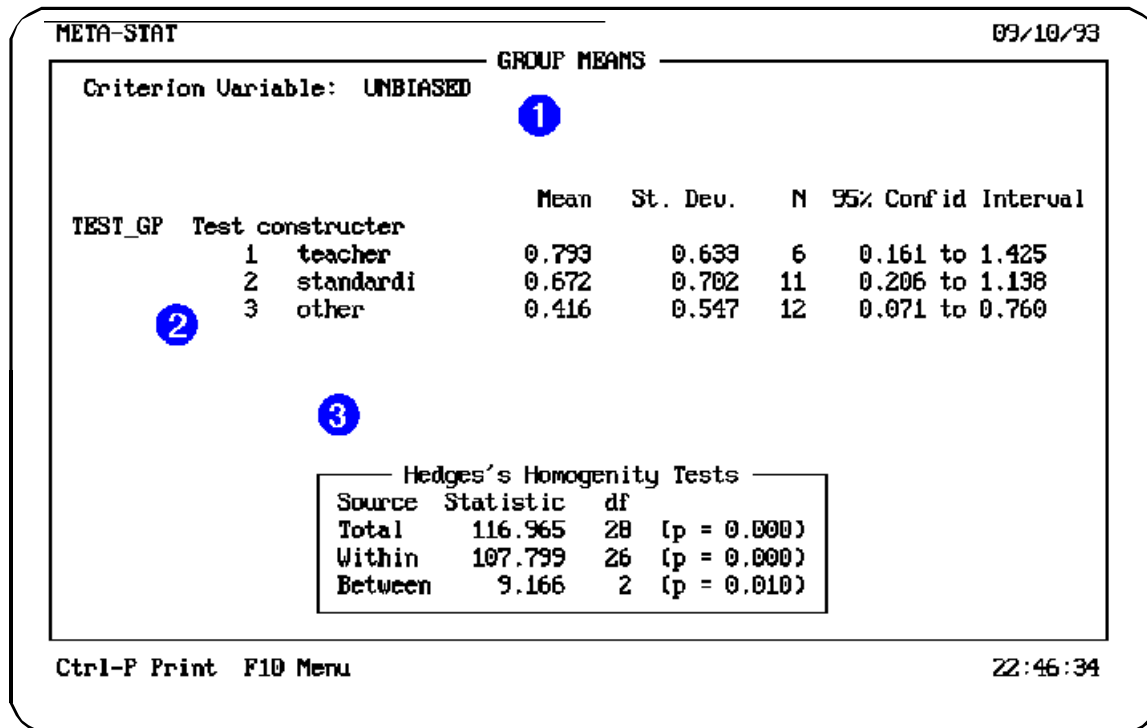 META-STAT 09/10/93
GROUP MEANS
Criterion Variable: UNBIASED
1
Mean St. Dev. N 95% Confid Interval
TEST_GP Test constructer
1 teacher 0.793 0.633 6 0.161 to 1.425
2 standardi 0.672 0.702 11 0.206 to 1.138
3 other 0.416 0.547 12 0.071 to 0.760
2
3
Hedges's Homogenity Tests
Source Statistic df
Total 116.965 28 (p = 0.000)
Within 107.799 26 (p = 0.000)
Between 9.166 2 (p = 0.010)
Ctrl-P Print F10 Menu 22:46:34